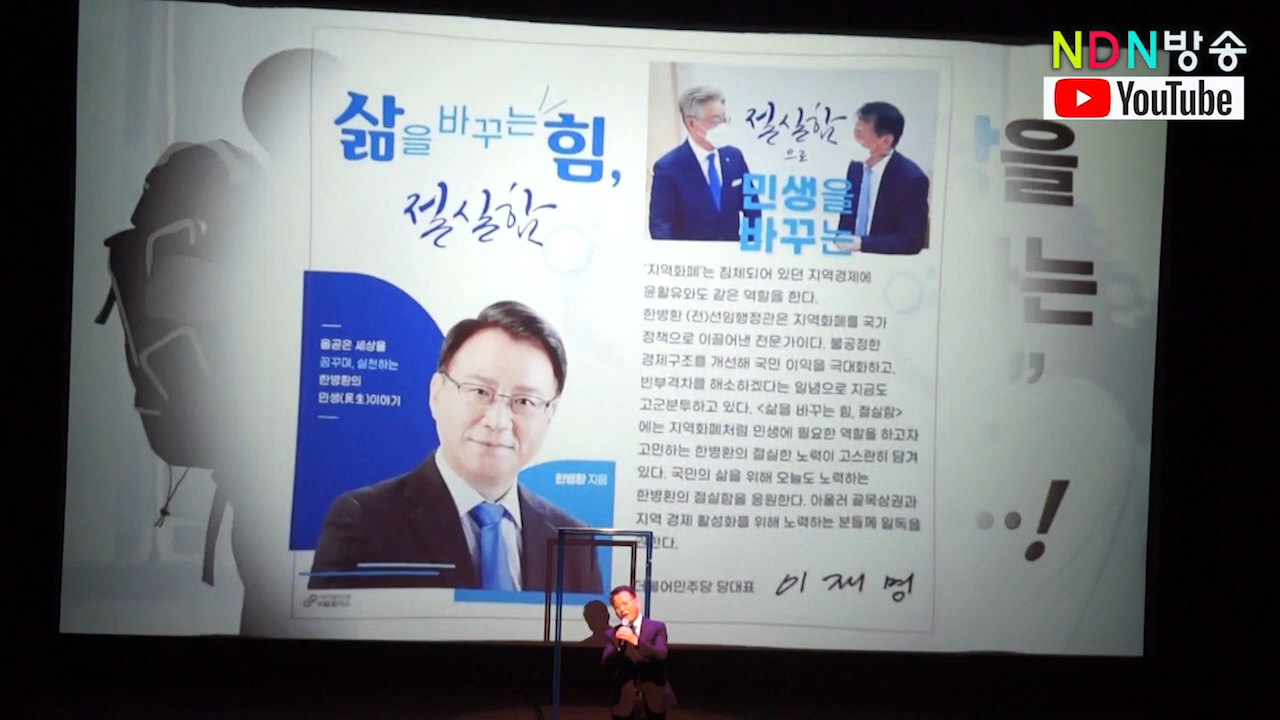 NDN방송
YouTube
삶을 바꾸는 힘,
절실함
올곧은 세상을
꿈꾸며, 실천하는
한병환의
민생(民生)이야기
한병환 지음
절실함
으로
민생을
바꾸는
'지역화폐'는 침체되어 있던 지역경제에
윤활유와도 같은 역할을 한다.
한병환 (전)선임행정관은 지역화폐를 국가
정책으로 이끌어낸 전문가이다. 불공정한
경제구조를 개선해 국민 이익을 극대화하고,
빈부격차를 해소하겠다는 일념으로 지금도
고군분투하고 있다. <삶을 바꾸는 힘, 절실함>
에는 지역화폐처럼 민생에 필요한 역할을 하고자
고민하는 한병환의 절실한 노력이 고스란히 담겨
있다. 국민의 삶을 위해 오늘도 노력하는
한병환의 절실함을 응원한다. 아울러 골목상권과
지역 경제 활성화를 위해 노력하는 분들께 일독을
한다.
더불어민주당 당대표 이재명
을
는"
!